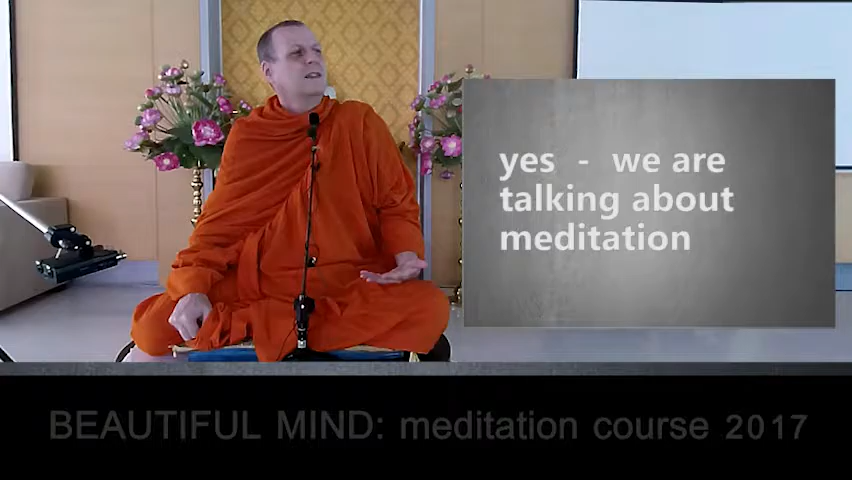 yes - we are
talking about
meditation
BEAUTIFUL MIND: meditation course 2017